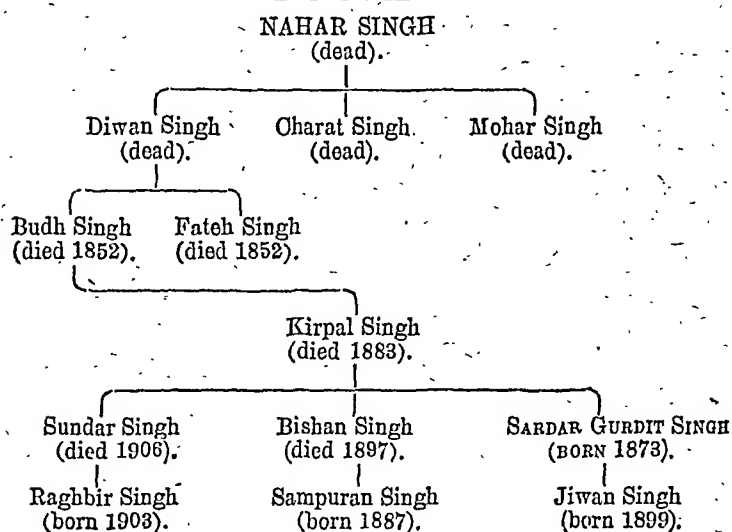 NAHAR SINGH
(dead).
Diwan Singh Charat Singh. Mohar Singh
(dead). (dead). (dead).
Budh Singh Fateh Singh
(died 1852). (died 1852).
Kirpal Singh
(died 1883).
Sundar Singh Bishan Singh SARDAR GURDIT SINGH
(died 1906). (died 1897). (BORN 1873).
Raghbir Singh Sampuran Singh Jiwan Singh
(born 1903). (born 1887). (born 1899).